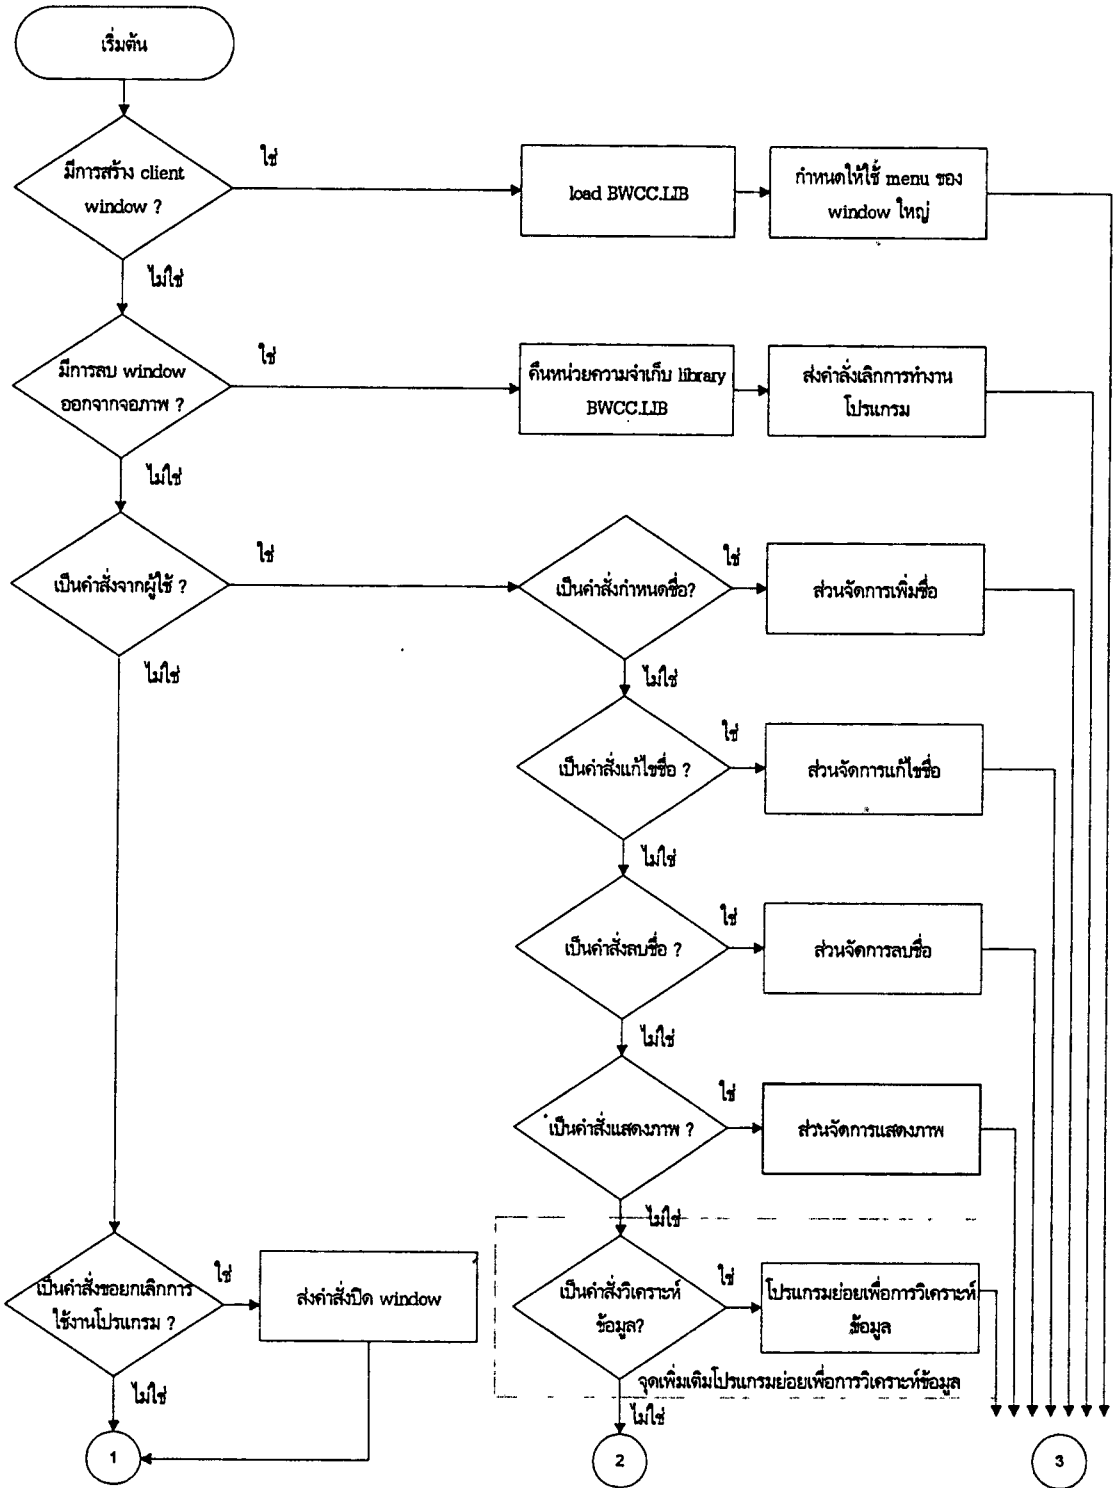 เริ่มต้น
มีการสร้าง client
window ?
ใช่
load BWCC.LIB
กำหนดให้ใช้ menu ของ
window ใหญ่
ไม่ใช่
มีการลบ window
ออกจากจอภาพ ?
ใช่
คืนหน่วยความจำเก็บ library
BWCC.LIB
ส่งคำสั่งเลิกการทำงาน
โปรแกรม
ไม่ใช่
เป็นคำสั่งจากผู้ใช้ ?
ใช่
เป็นคำสั่งกำหนดชื่อ?
ใช่
ส่วนจัดการเพิ่มชื่อ
ไม่ใช่
ไม่ใช่
เป็นคำสั่งแก้ไขชื่อ ?
ใช่
ส่วนจัดการแก้ไขชื่อ
ไม่ใช่
เป็นคำสั่งลบชื่อ ?
ใช่
ส่วนจัดการลบชื่อ
ไม่ใช่
เป็นคำสั่งแสดงภาพ ?
ใช่
ส่วนจัดการแสดงภาพ
ไม่ใช่
เป็นคำสั่งขอยกเลิกการ
ใช้งานโปรแกรม ?
ใช่
ส่งคำสั่งปิด window
เป็นคำสั่งวิเคราะห์
ข้อมูล?
ใช่
โปรแกรมย่อยเพื่อการวิเคราะห์
ข้อมูล
จุดเพิ่มเติมโปรแกรมย่อยเพื่อการวิเคราะห์ข้อมูล
ไม่ใช่
ไม่ใช่
1
2
3